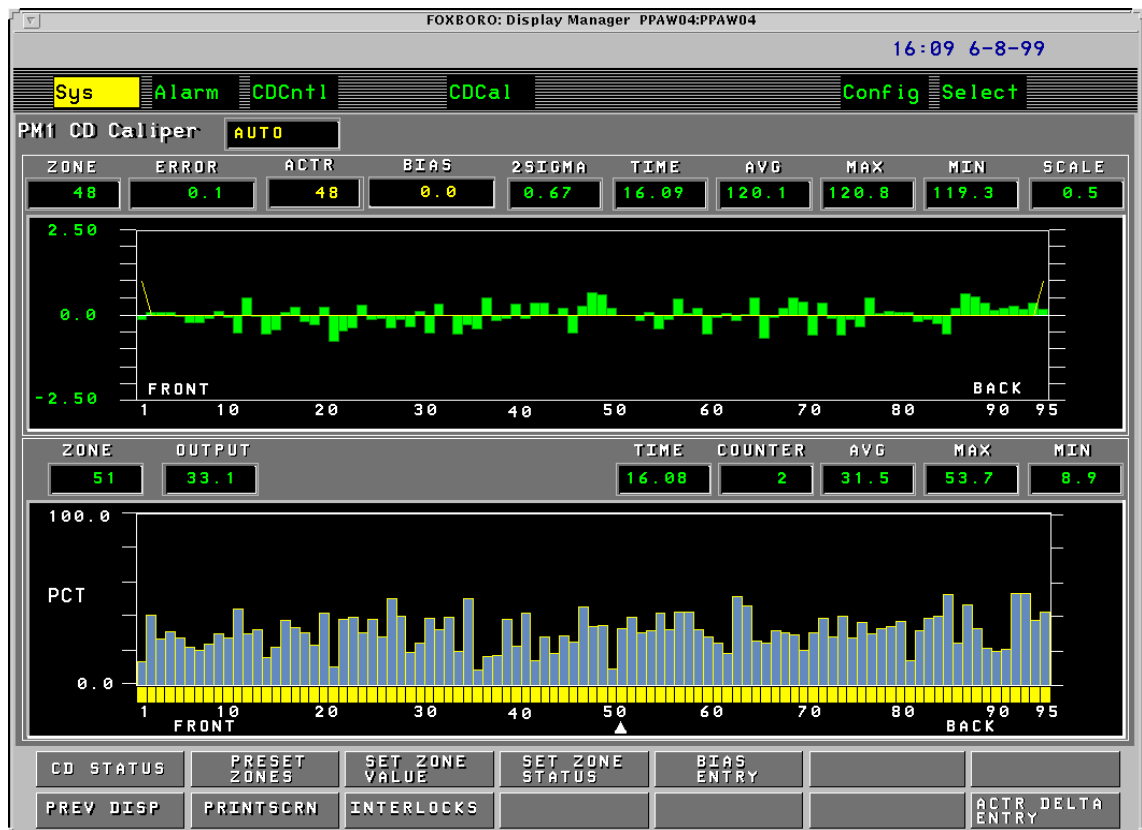 FOXBORO: Display Manager PPAW04:PPAW04
16:09 6-8-99
Sys Alarm CDCntl CDCal Config Select
PM1 CD Caliper AUTO
ZONE ERROR ACTR BIAS 2SIGMA TIME AVG MAX MIN SCALE
48 0.1 48 0.0 0.67 16.09 120.1 120.8 119.3 0.5
2.50
0.0
-2.50
FRONT BACK
1 10 20 30 40 50 60 70 80 90 95
ZONE OUTPUT TIME COUNTER AVG MAX MIN
51 33.1 16.08 2 31.5 53.7 8.9
100.0
PCT
0.0
1 10 20 30 40 50 60 70 80 90 95
FRONT BACK
CD STATUS
PRESET
ZONES
SET ZONE
VALUE
SET ZONE
STATUS
BIAS
ENTRY
PREV DISP
PRINTSCRN
INTERLOCKS
ACTR DELTA
ENTRY